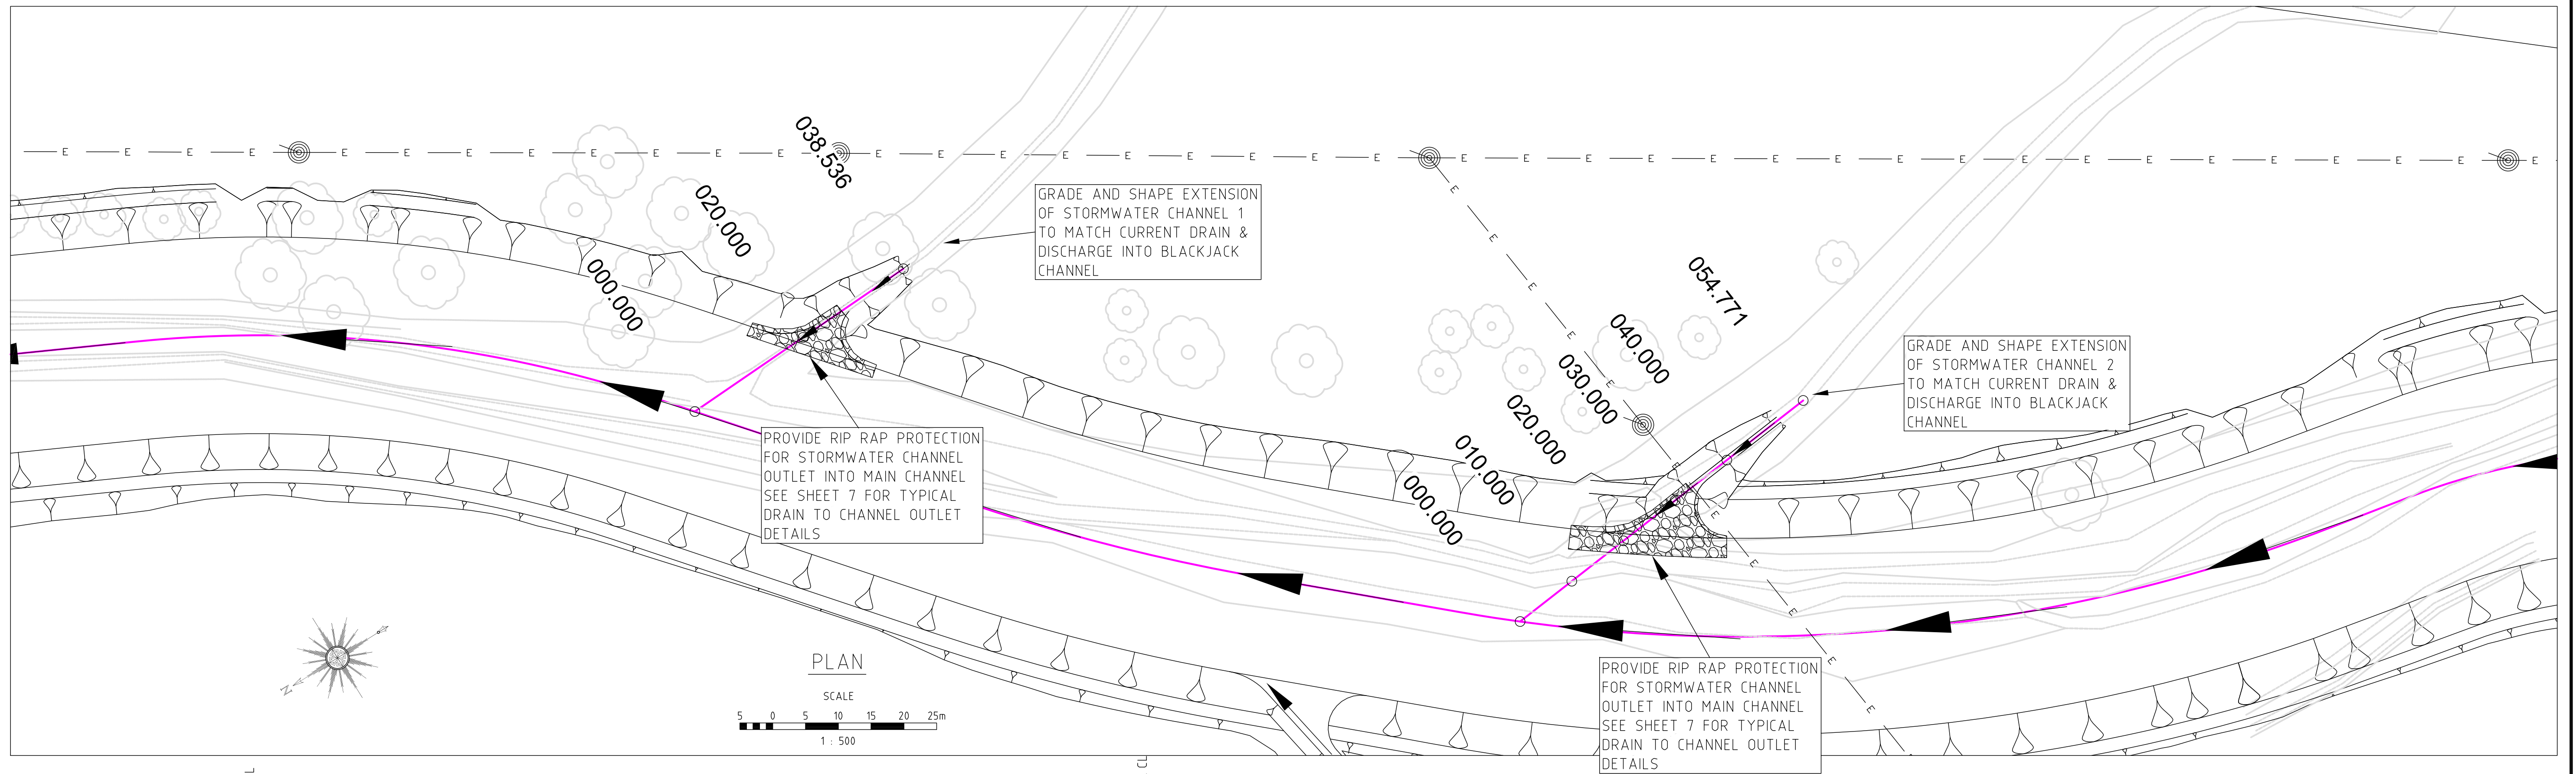 E E E E E E E E E E E E E E E E E E E E E E E E E E E E E E E E E E E E E E E E
038.536
020.000
000.000
GRADE AND SHAPE EXTENSION
OF STORMWATER CHANNEL 1
TO MATCH CURRENT DRAIN &
DISCHARGE INTO BLACKJACK
CHANNEL
054.771
040.000
030.000
020.000
010.000
000.000
GRADE AND SHAPE EXTENSION
OF STORMWATER CHANNEL 2
TO MATCH CURRENT DRAIN &
DISCHARGE INTO BLACKJACK
CHANNEL
E
E
E
E
E
E
E
E
E
E
E
E
PROVIDE RIP RAP PROTECTION
FOR STORMWATER CHANNEL
OUTLET INTO MAIN CHANNEL
SEE SHEET 7 FOR TYPICAL
DRAIN TO CHANNEL OUTLET
DETAILS
PROVIDE RIP RAP PROTECTION
FOR STORMWATER CHANNEL
OUTLET INTO MAIN CHANNEL
SEE SHEET 7 FOR TYPICAL
DRAIN TO CHANNEL OUTLET
DETAILS
N
PLAN
SCALE
5 0 5 10 15 20 25m
1 : 500
CL